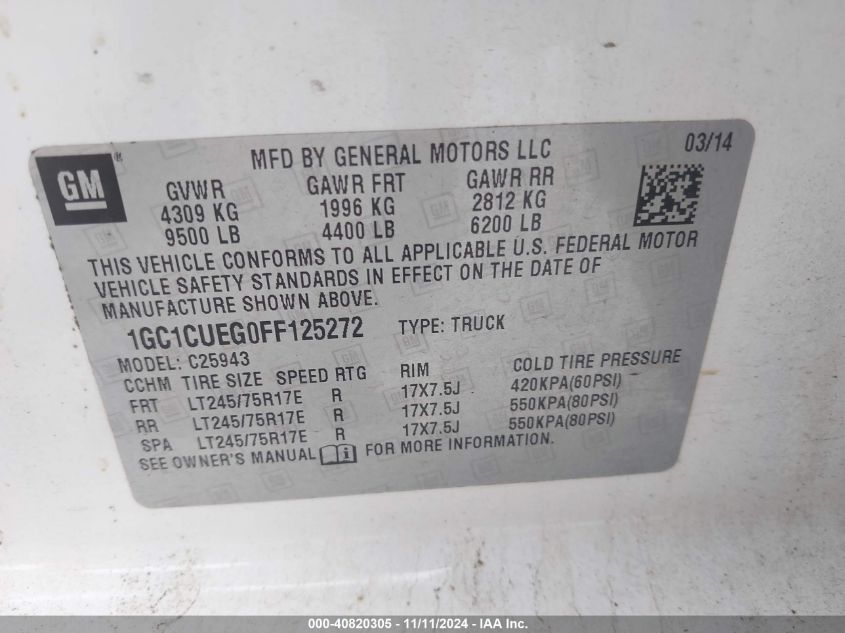 GM ® MFD BY GENERAL MOTORS LLC 03/14
GVWR GAWR FRT GAWR RR
4309 KG 1996 KG 2812 KG
9500 LB 4400 LB 6200 LB
THIS VEHICLE CONFORMS TO ALL APPLICABLE U.S. FEDERAL MOTOR
VEHICLE SAFETY STANDARDS IN EFFECT ON THE DATE OF
MANUFACTURE SHOWN ABOVE.
1GC1CUEG0FF125272 TYPE: TRUCK
MODEL: C25943
CCHM TIRE SIZE SPEED RTG RIM COLD TIRE PRESSURE
FRT LT245/75R17E R 17X7.5J 420KPA(60PSI)
RR LT245/75R17E R 17X7.5J 550KPA(80PSI)
SPA LT245/75R17E R 17X7.5J 550KPA(80PSI)
SEE OWNER'S MANUAL FOR MORE INFORMATION.
000-40820305 - 11/11/2024 - IAA Inc.